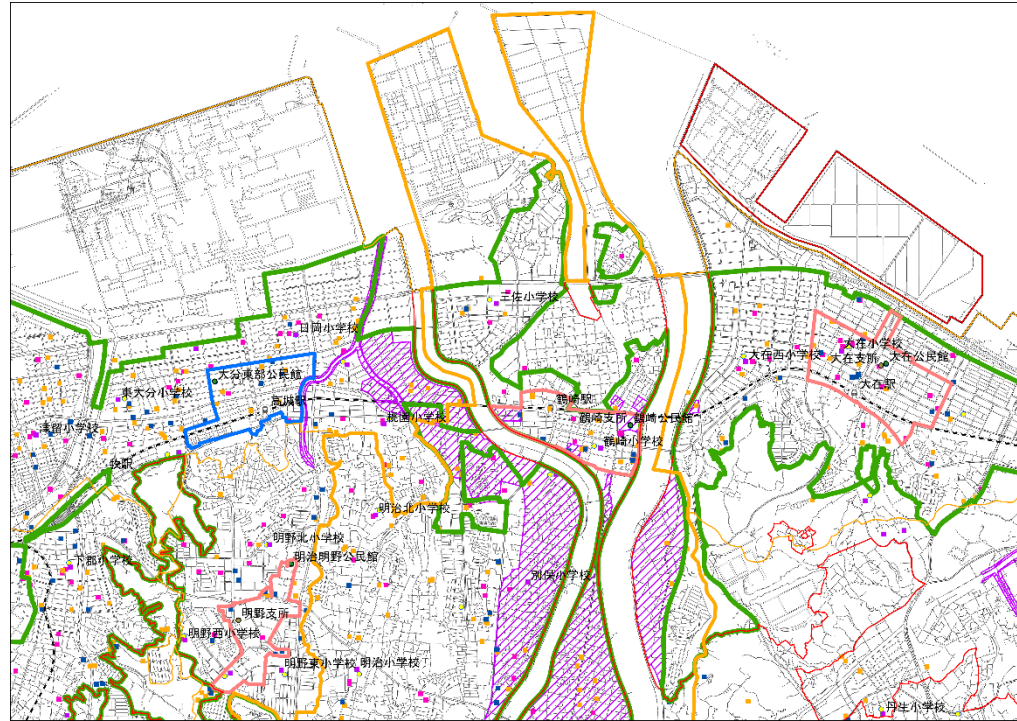 三佐小学校
日岡小学校
大在小学校
大在西小学校
大在支所
大在公民館
大分東部公民館
大在駅
東大分小学校
高城駅
鶴崎駅
桃園小学校
鶴崎支所
鶴崎公民館
津留小学校
鶴崎小学校
牧駅
明治北小学校
明野北小学校
明治明野公民館
下郡小学校
別保小学校
明野支所
明野西小学校
明野東小学校
明治小学校
丹生小学校